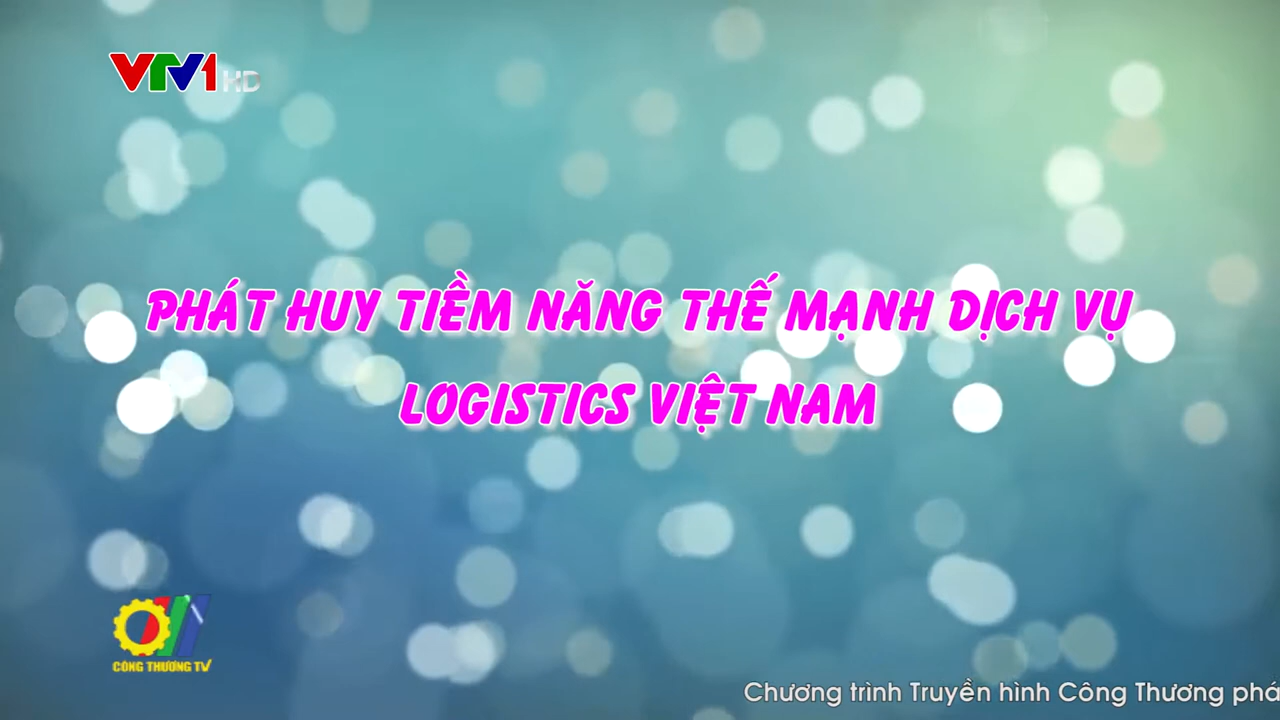 VTV1 HD
PHÁT HUY TIỀM NĂNG THẾ MẠNH DỊCH VỤ
LOGISTICS VIỆT NAM
CÔNG THƯƠNG TV
Chương trình Truyền hình Công Thương phá